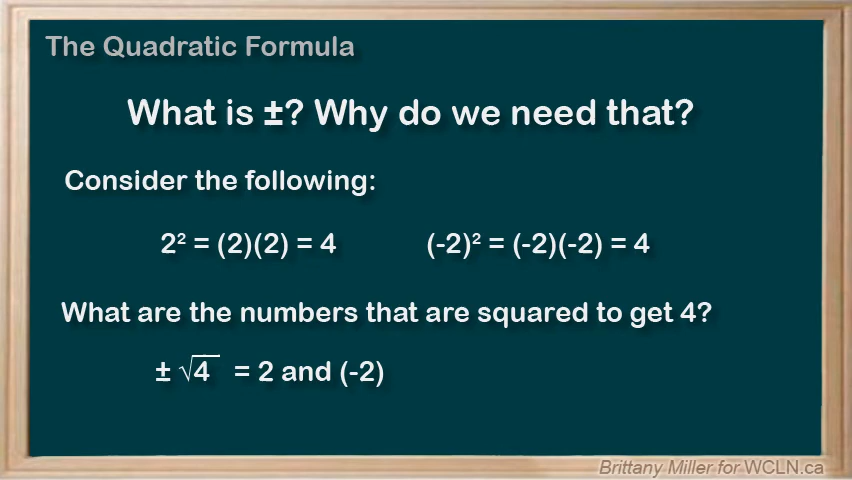 The Quadratic Formula
What is ±? Why do we need that?
Consider the following:
2² = (2)(2) = 4 (-2)² = (-2)(-2) = 4
What are the numbers that are squared to get 4?
± √4 = 2 and (-2)
Brittany Miller for WCLN.ca